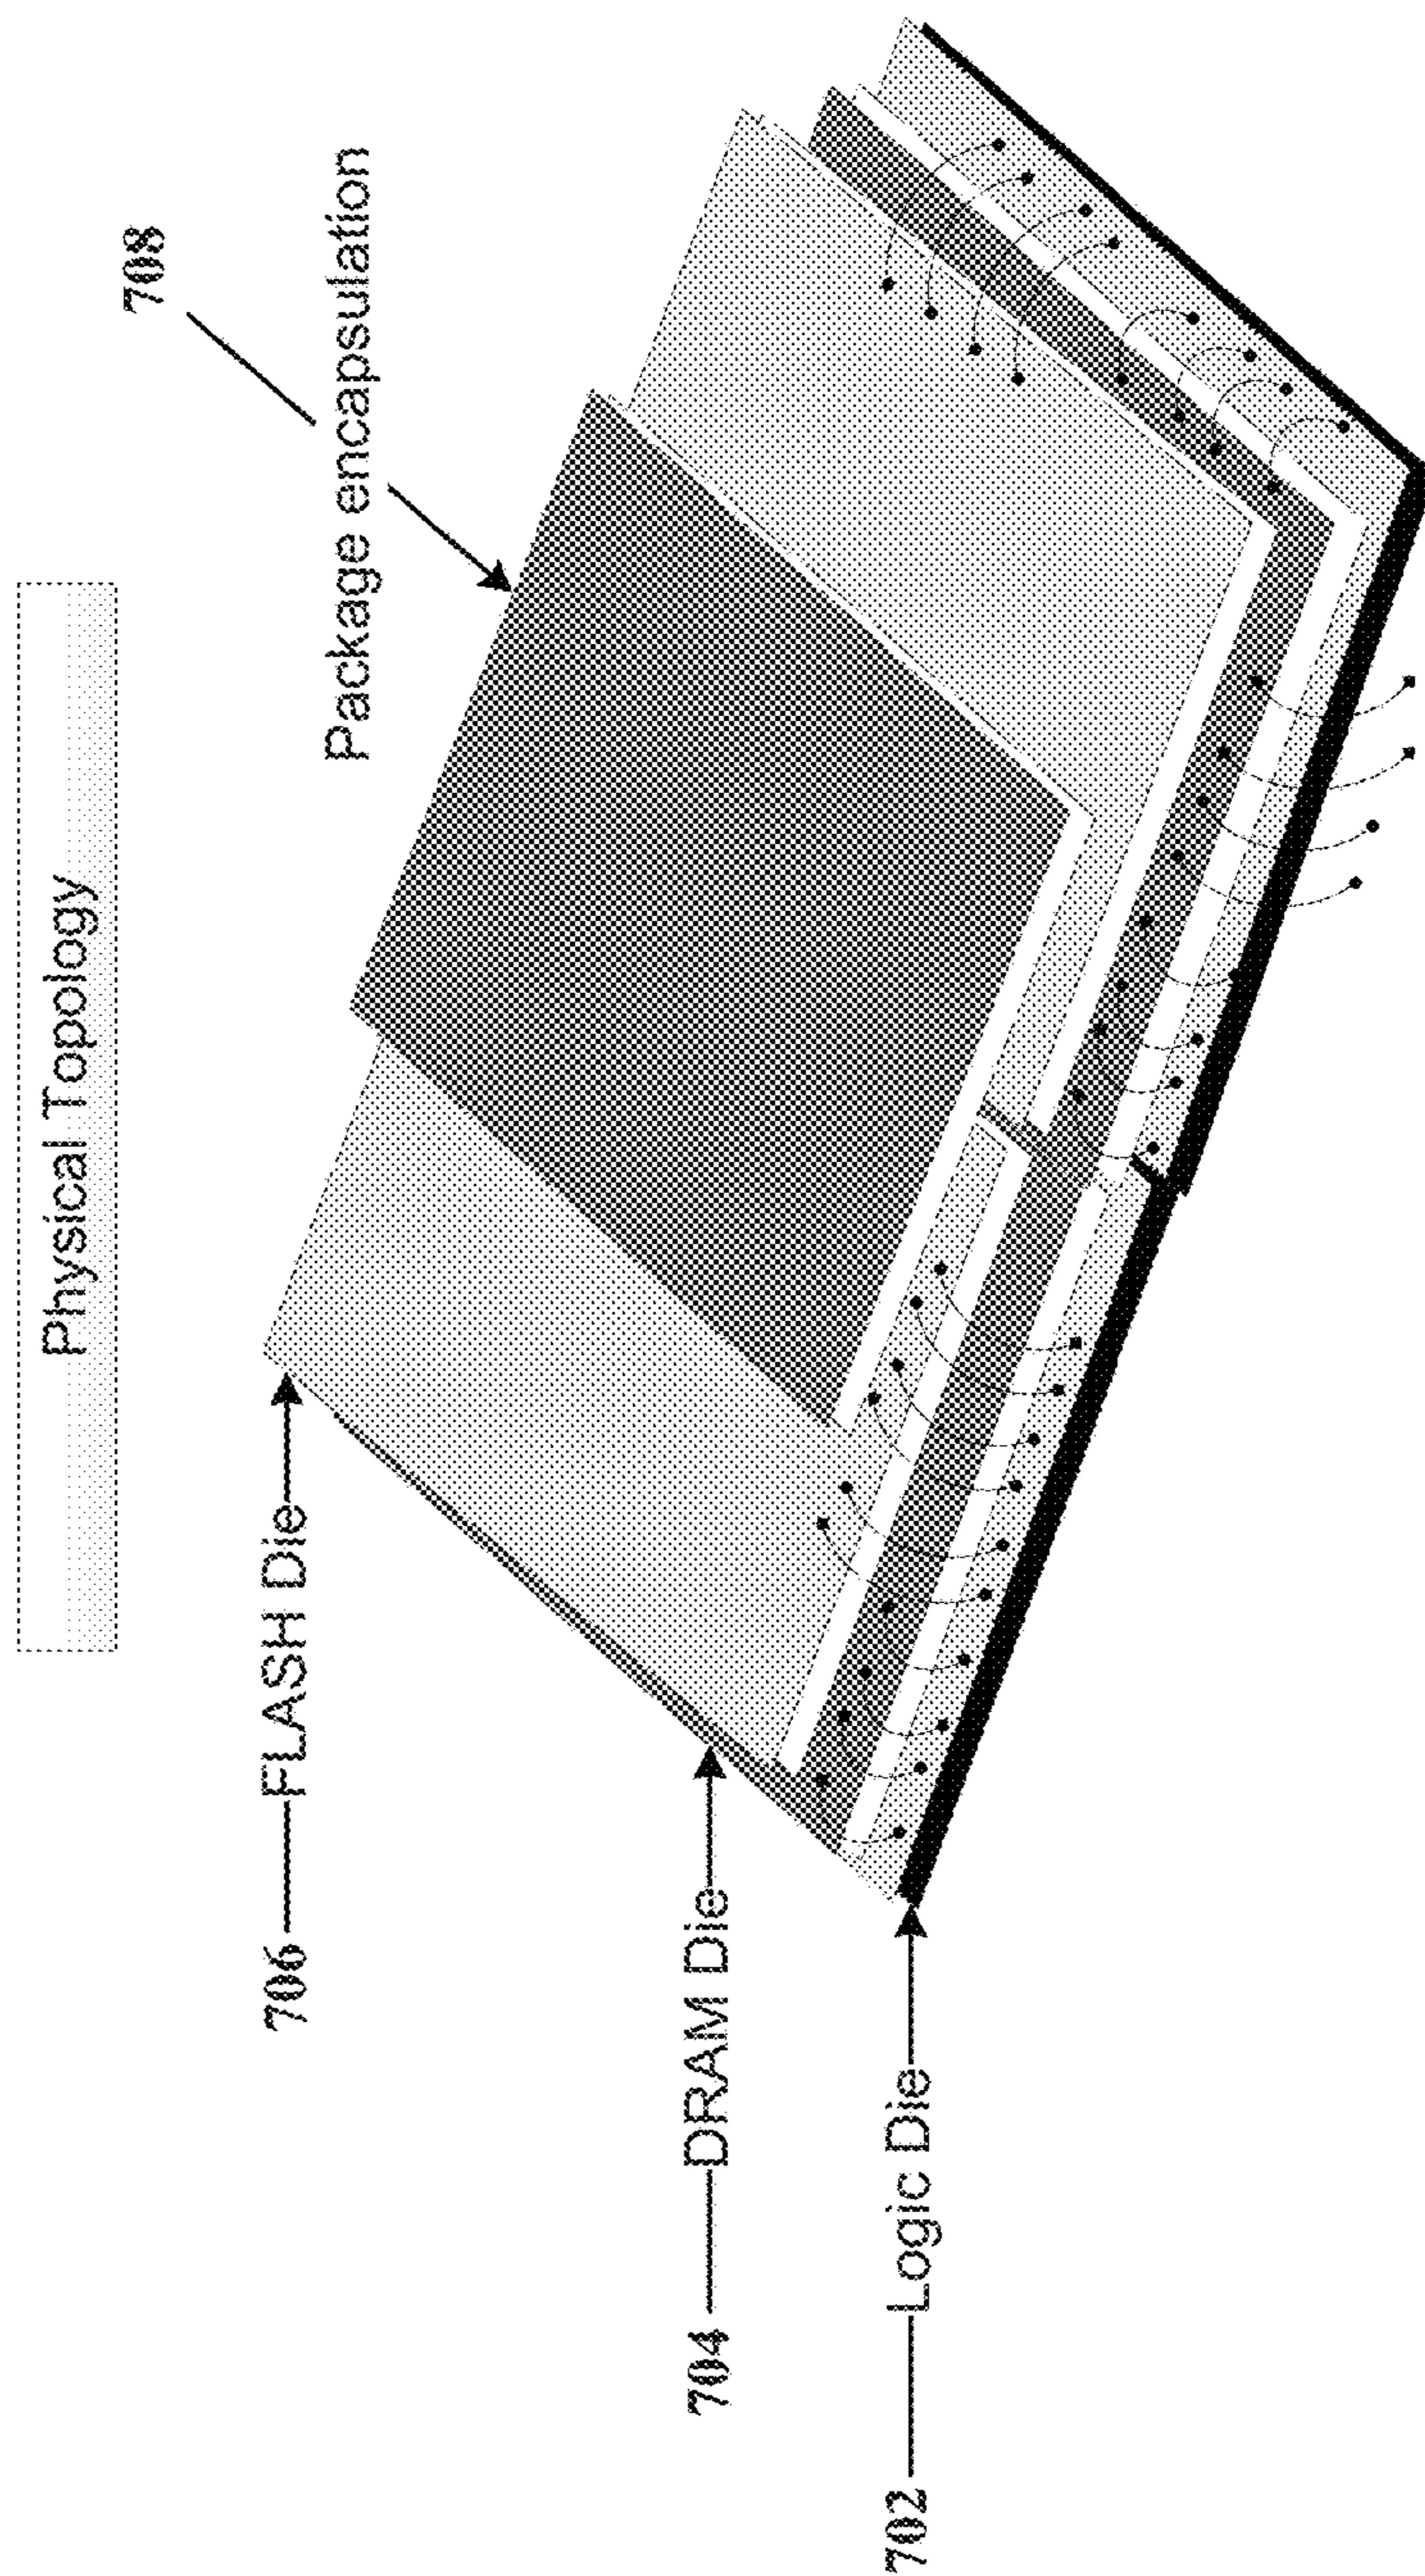 Physical Topology
708
Package encapsulation
706 FLASH Die
704 DRAM Die
702 Logic Die